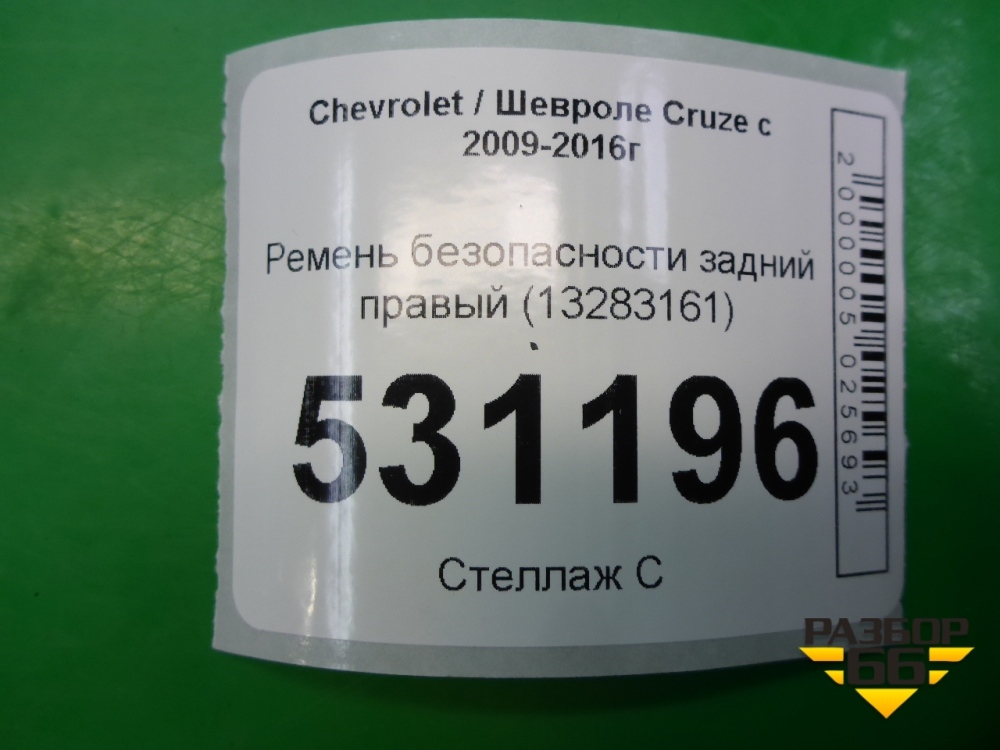 Chevrolet / Шевроле Cruze с
2009-2016г
Ремень безопасности задний
правый (13283161)
531196
Стеллаж С
2000005025693
РАЗБОР
66